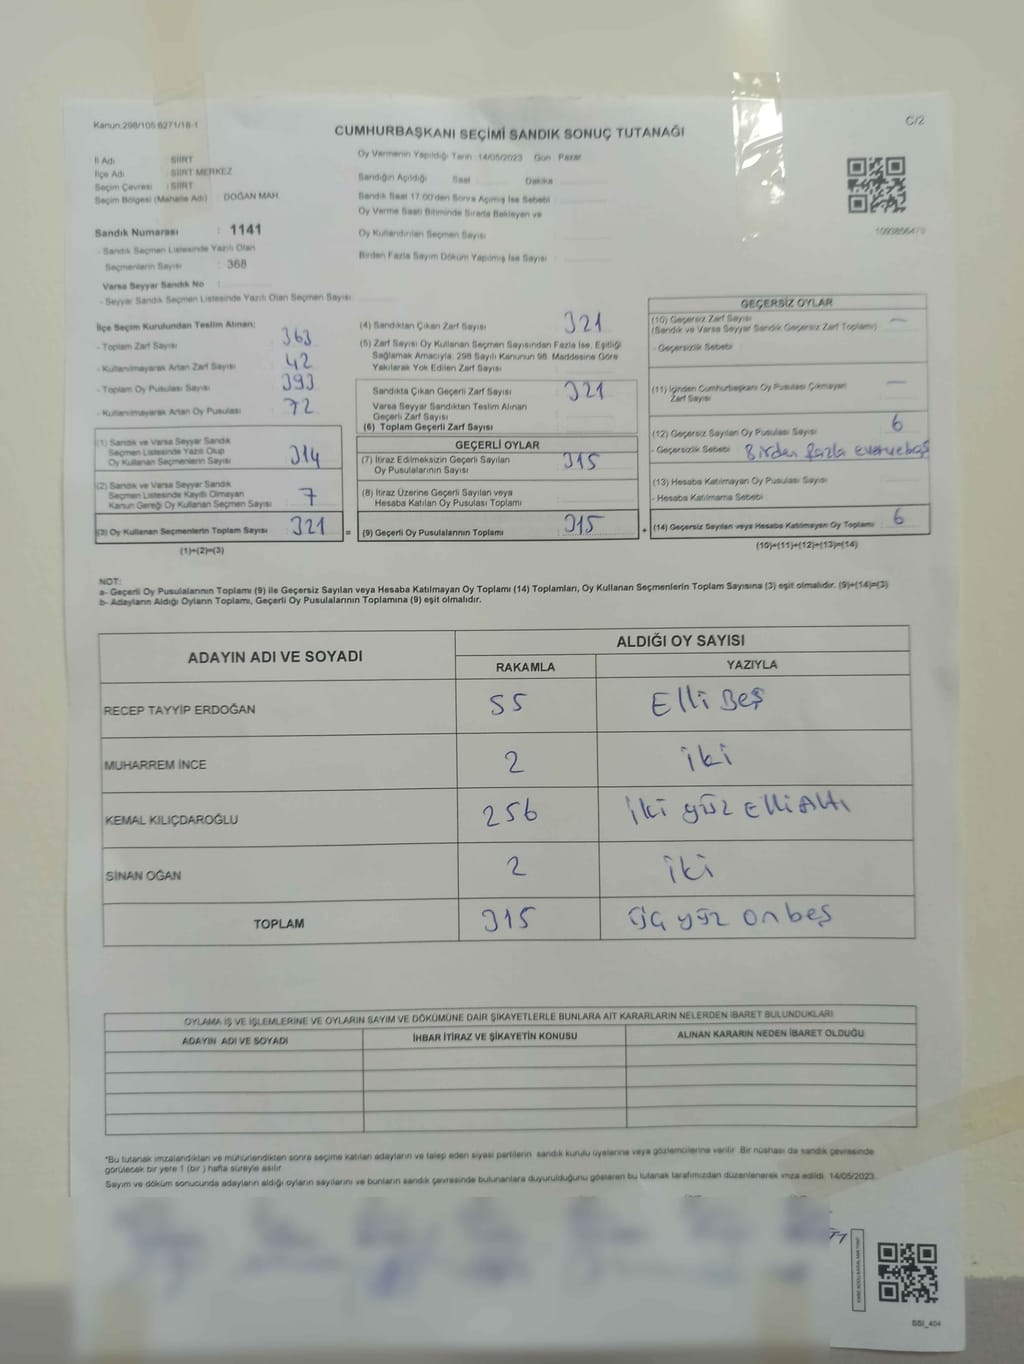 Kanun:298/105 6271/18-1
C/2
CUMHURBAŞKANI SEÇİMİ SANDIK SONUÇ TUTANAĞI
İl Adı : SİİRT
İlçe Adı : SİİRT MERKEZ
Seçim Çevresi : SİİRT
Seçim Bölgesi (Mahalle Adı) : DOĞAN MAH.
Sandık Numarası : 1141
- Sandık Seçmen Listesinde Yazılı Olan
Seçmenlerin Sayısı : 368
Varsa Seyyar Sandık No :
- Seyyar Sandık Seçmen Listesinde Yazılı Olan Seçmen Sayısı
Oy Vermenin Yapıldığı Tarih :14/05/2023 Gün : Pazar
Sandığın Açıldığı Saat Dakika
Sandık Saat 17.00'den Sonra Açılmış İse Sebebi
Oy Verme Saati Bitiminde Sırada Bekleyen ve
Oy Kullandırılan Seçmen Sayısı
Birden Fazla Sayım Döküm Yapılmış İse Sayısı
İlçe Seçim Kurulundan Teslim Alınan;
- Toplam Zarf Sayısı 363
- Kullanılmayarak Artan Zarf Sayısı 42
- Toplam Oy Pusulası Sayısı 393
- Kullanılmayarak Artan Oy Pusulası 72
(1) Sandık ve Varsa Seyyar Sandık
Seçmen Listesinde Yazılı Olup
Oy Kullanan Seçmenlerin Sayısı 314
(2) Sandık ve Varsa Seyyar Sandık
Seçmen Listesinde Kayıtlı Olmayan
Kanun Gereği Oy Kullanan Seçmen Sayısı 7
(3) Oy Kullanan Seçmenlerin Toplam Sayısı 321 =
(1)+(2)=(3)
(4) Sandıktan Çıkan Zarf Sayısı 321
(5) Zarf Sayısı Oy Kullanan Seçmen Sayısından Fazla İse, Eşitliği
Sağlamak Amacıyla, 298 Sayılı Kanunun 98. Maddesine Göre
Yakılarak Yok Edilen Zarf Sayısı
Sandıkta Çıkan Geçerli Zarf Sayısı 321
Varsa Seyyar Sandıktan Teslim Alınan
Geçerli Zarf Sayısı
(6) Toplam Geçerli Zarf Sayısı
GEÇERLİ OYLAR
(7) İtiraz Edilmeksizin Geçerli Sayılan
Oy Pusulalarının Sayısı 315
(8) İtiraz Üzerine Geçerli Sayılan veya
Hesaba Katılan Oy Pusulaları Toplamı
(9) Geçerli Oy Pusulalarının Toplamı 315 +
GEÇERSİZ OYLAR
(10) Geçersiz Zarf Sayısı —
(Sandık ve Varsa Seyyar Sandık Geçersiz Zarf Toplamı)
- Geçersizlik Sebebi
(11) İçinden Cumhurbaşkanı Oy Pusulası Çıkmayan —
Zarf Sayısı
(12) Geçersiz Sayılan Oy Pusulası Sayısı 6
- Geçersizlik Sebebi Birden fazla
(13) Hesaba Katılmayan Oy Pusulası Sayısı
- Hesaba Katılmama Sebebi
(14) Geçersiz Sayılan veya Hesaba Katılmayan Oy Toplamı 6
(10)+(11)+(12)+(13)=(14)
NOT:
a- Geçerli Oy Pusulalarının Toplamı (9) ile Geçersiz Sayılan veya Hesaba Katılmayan Oy Toplamı (14) Toplamları, Oy Kullanan Seçmenlerin Toplam Sayısına (3) eşit olmalıdır. (9)+(14)=(3)
b- Adayların Aldığı Oyların Toplamı, Geçerli Oy Pusulalarının Toplamına (9) eşit olmalıdır.
ADAYIN ADI VE SOYADI ALDIĞI OY SAYISI
RAKAMLA YAZIYLA
RECEP TAYYİP ERDOĞAN 55 Elli Beş
MUHARREM İNCE 2 iki
KEMAL KILIÇDAROĞLU 256 iki yüz Elli Altı
SİNAN OĞAN 2 iki
TOPLAM 315 üç yüz on beş
OYLAMA İŞ VE İŞLEMLERİNE VE OYLARIN SAYIM VE DÖKÜMÜNE DAİR ŞİKAYETLERLE BUNLARA AİT KARARLARIN NELERDEN İBARET BULUNDUKLARI
ADAYIN ADI VE SOYADI İHBAR İTİRAZ VE ŞİKAYETİN KONUSU ALINAN KARARIN NEDEN İBARET OLDUĞU
*Bu tutanak imzalandıktan ve mühürlendikten sonra seçime katılan adayların ve talep eden siyasi partilerin sandık kurulu üyelerine veya gözlemcilerine verilir. Bir nüshası da sandık çevresinde
görülecek bir yere 1 (bir ) hafta süreyle asılır.
Sayım ve döküm sonucunda adayların aldığı oyların sayılarını ve bunların sandık çevresinde bulunanlara duyurulduğunu gösteren bu tutanak tarafımızdan düzenlenerek imza edildi. 14/05/2023
SSI_404